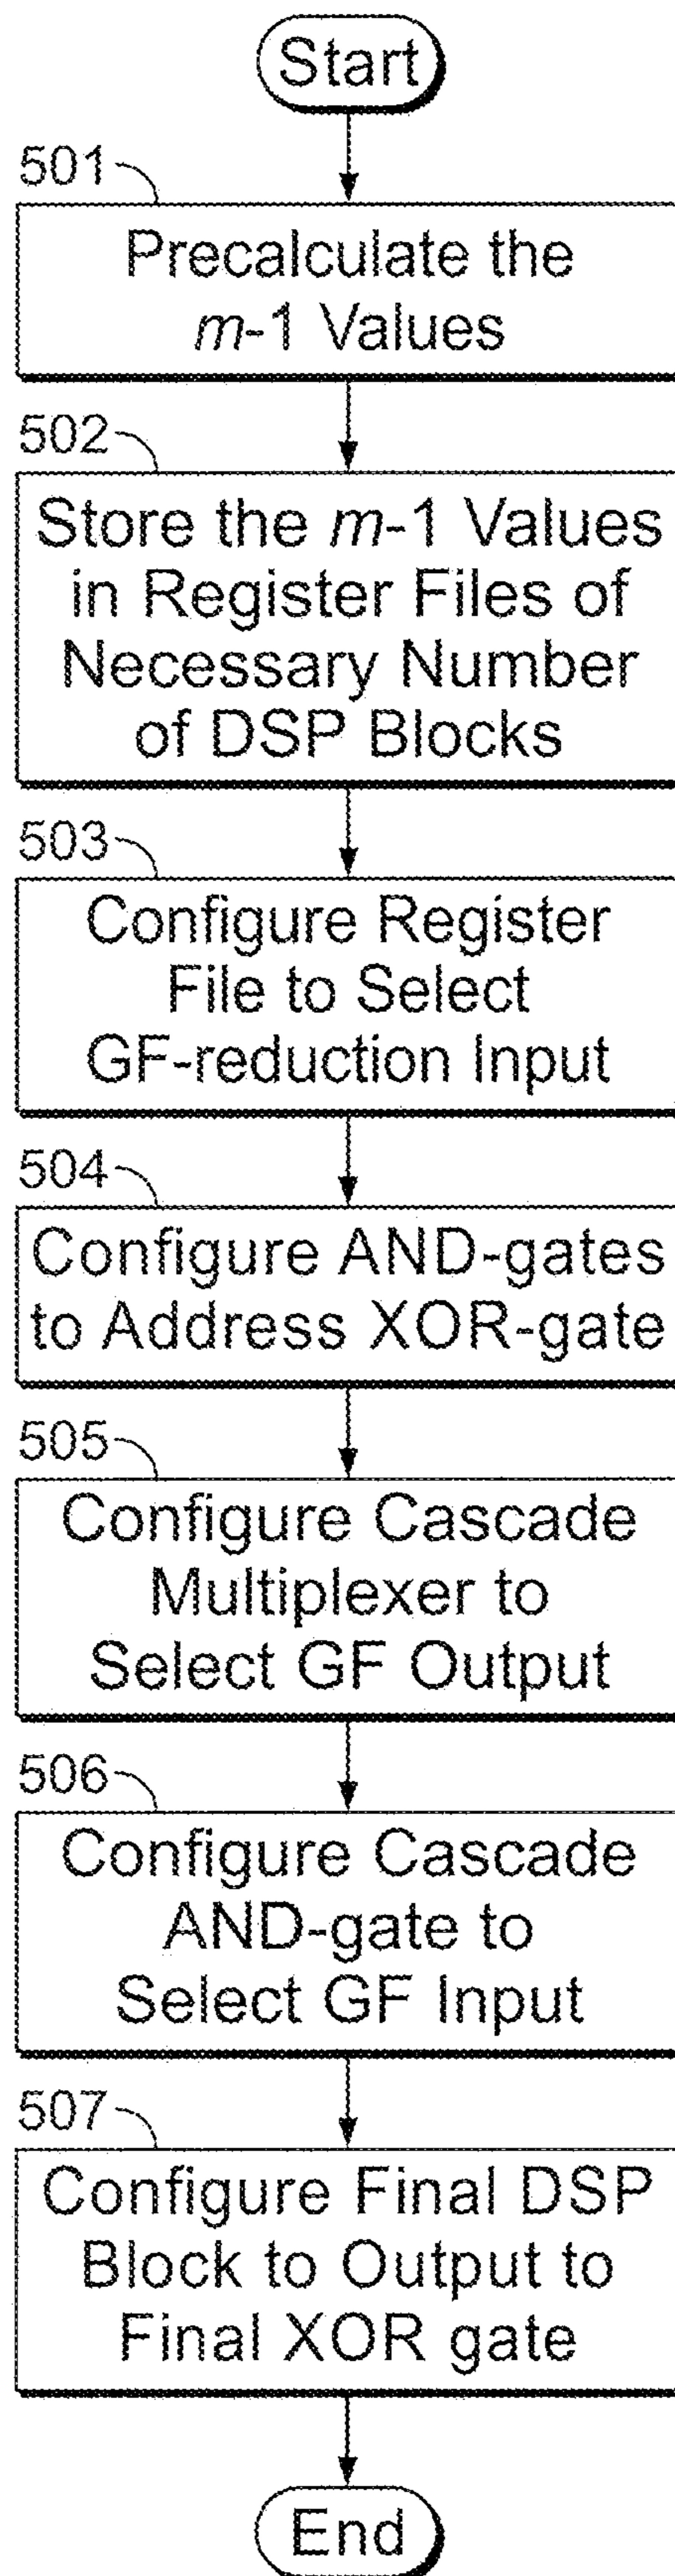 Start
501
Precalculate the
m-1 Values
502
Store the m-1 Values
in Register Files of
Necessary Number
of DSP Blocks
503
Configure Register
File to Select
GF-reduction Input
504
Configure AND-gates
to Address XOR-gate
505
Configure Cascade
Multiplexer to
Select GF Output
506
Configure Cascade
AND-gate to
Select GF Input
507
Configure Final DSP
Block to Output to
Final XOR gate
End